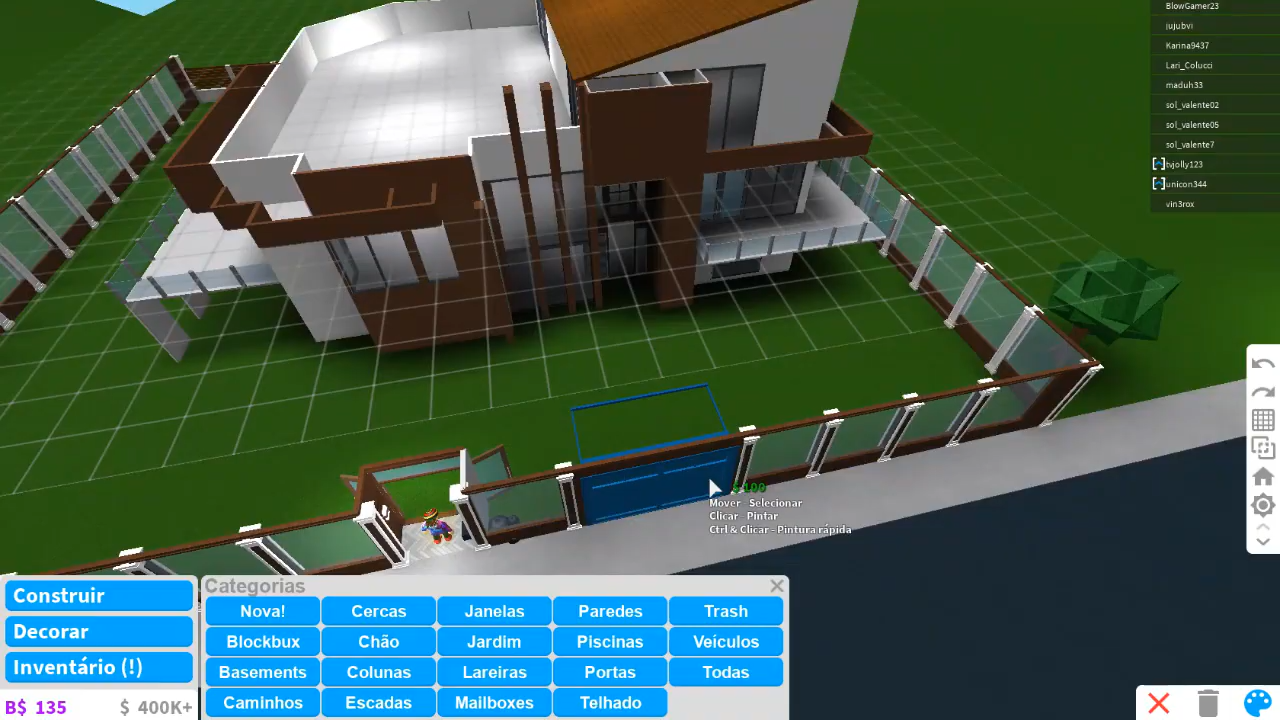 BlowGamer23
jujubvi
Karina9437
Lari_Colucci
maduh33
sol_valente02
sol_valente05
sol_valente7
tvjolly123
unicon344
vin3rox
$ 100
Mover - Selecionar
Clicar - Pintar
Ctrl & Clicar - Pintura rápida
Construir
Decorar
Inventário (!)
B$ 135 $ 400K+
Categorias
Nova! Cercas Janelas Paredes Trash
Blockbux Chão Jardim Piscinas Veículos
Basements Colunas Lareiras Portas Todas
Caminhos Escadas Mailboxes Telhado